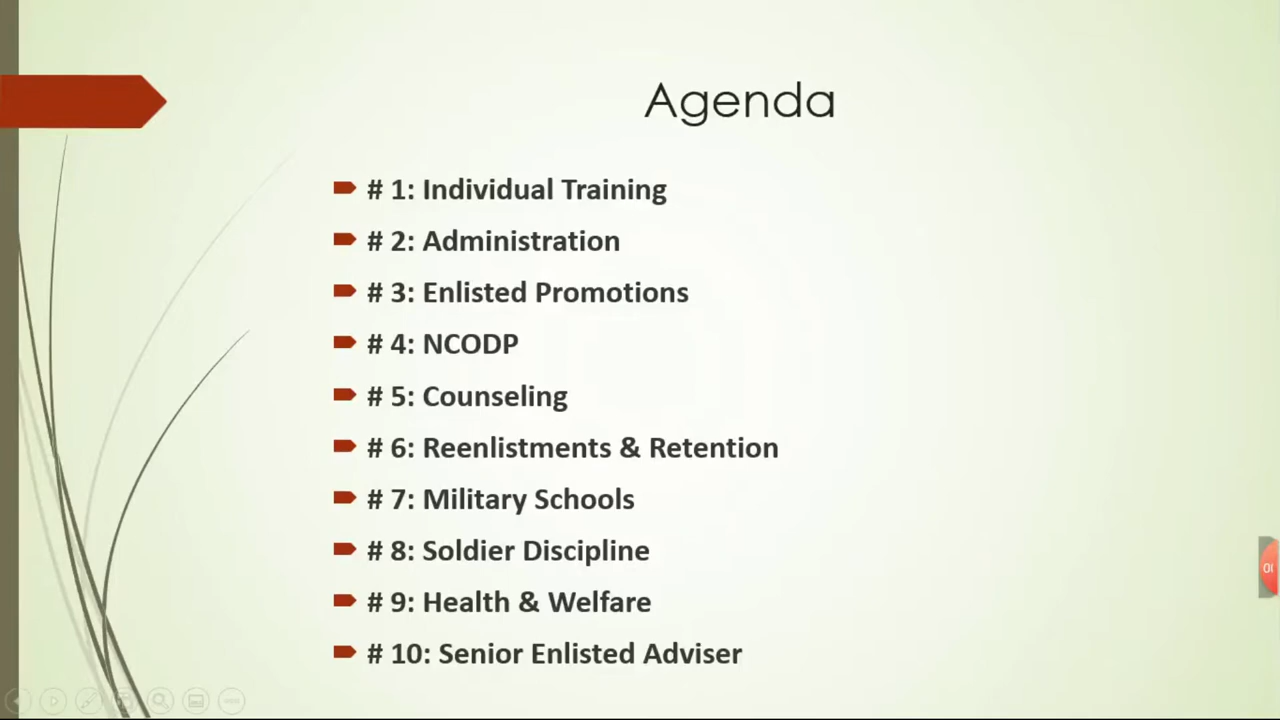 Agenda
# 1: Individual Training
# 2: Administration
# 3: Enlisted Promotions
# 4: NCODP
# 5: Counseling
# 6: Reenlistments & Retention
# 7: Military Schools
# 8: Soldier Discipline
# 9: Health & Welfare
# 10: Senior Enlisted Adviser